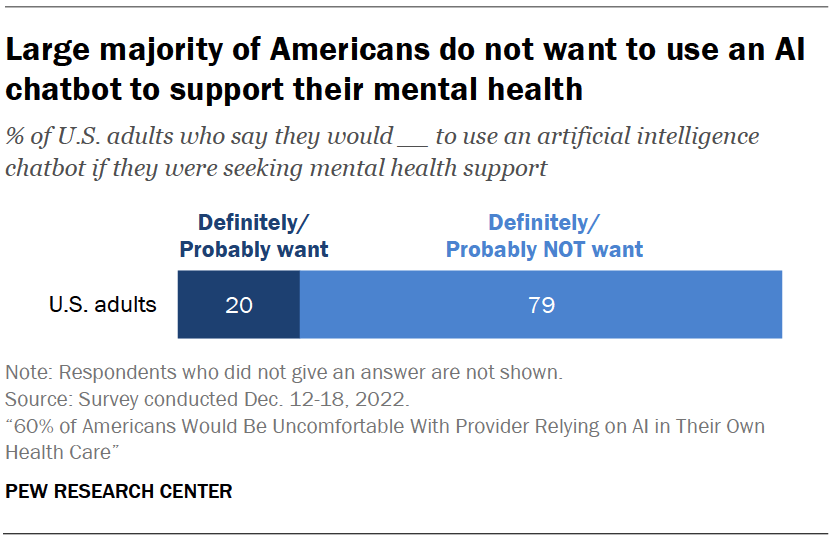 Large majority of Americans do not want to use an AI
chatbot to support their mental health
% of U.S. adults who say they would __ to use an artificial intelligence
chatbot if they were seeking mental health support
Definitely/
Probably want
Definitely/
Probably NOT want
U.S. adults
20
79
Note: Respondents who did not give an answer are not shown.
Source: Survey conducted Dec. 12-18, 2022.
“60% of Americans Would Be Uncomfortable With Provider Relying on AI in Their Own
Health Care”
PEW RESEARCH CENTER